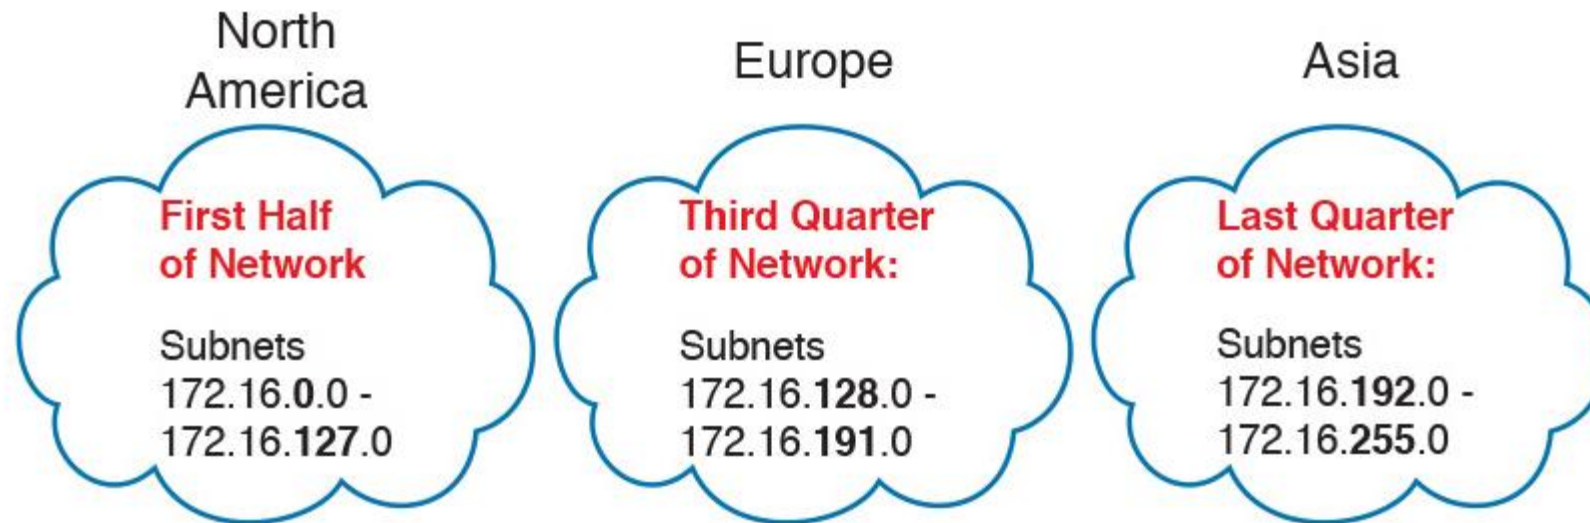 North
America
First Half
of Network
Subnets
172.16.0.0 -
172.16.127.0
Europe
Third Quarter
of Network:
Subnets
172.16.128.0 -
172.16.191.0
Asia
Last Quarter
of Network:
Subnets
172.16.192.0 -
172.16.255.0